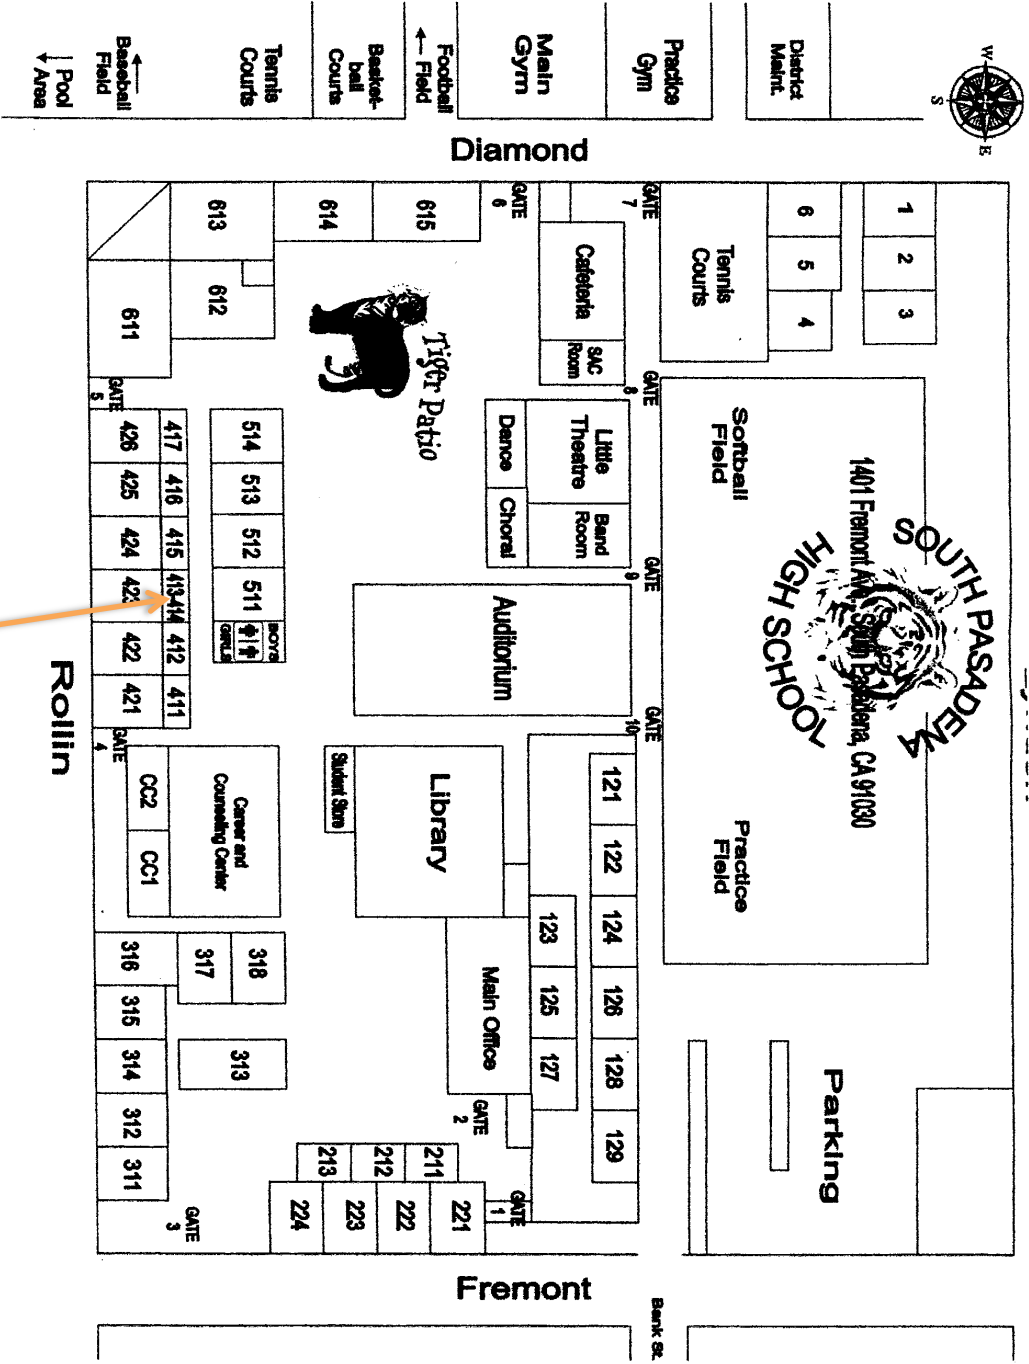 W
E
S
District
Maint.
Practice
Gym
Main
Gym
Football
← Field
Basket-
ball
Courts
Tennis
Courts
Baseball
Field
Pool
Area
Diamond
1
2
3
6
5
4
Tennis
Courts
GATE
7
GATE
6
Cafeteria
SAC
Room
615
614
613
612
611
Tiger Patio
GATE
8
GATE
5
SOUTH PASADENA
HIGH SCHOOL
1401 Fremont Ave., South Pasadena, CA 91030
Softball
Field
Practice
Field
Little
Theatre
Band
Room
Dance
Choral
GATE
9
514
513
512
511
BOYS
GIRLS
417
416
415
413-414
412
411
426
425
424
423
422
421
Auditorium
GATE
10
GATE
4
Rollin
Library
Student Store
Career and
Counseling Center
CC2
CC1
121
122
124
126
128
129
123
125
127
Main Office
GATE
2
318
317
316
315
314
312
311
313
211
212
213
221
222
223
224
GATE
1
GATE
3
Parking
Fremont
Bank St.